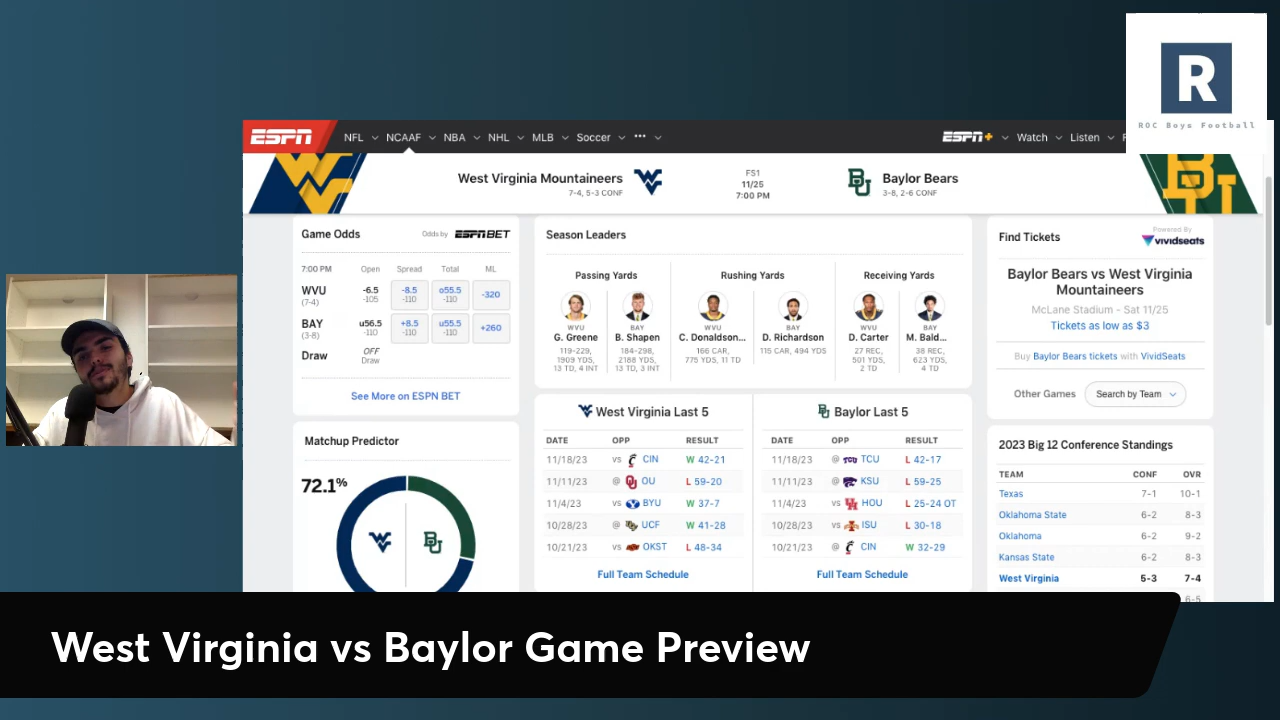 R
ROC Boys Football
ESPN
NFL
NCAAF
NBA
NHL
MLB
Soccer
ESPN+
Watch
Listen
West Virginia Mountaineers
7-4, 5-3 CONF
FS1
11/25
7:00 PM
Baylor Bears
3-8, 2-6 CONF
Game Odds
Odds by ESPN BET
7:00 PM Open Spread Total ML
WVU -6.5 -8.5 o55.5 -320
(7-4) -105 -110 -110
BAY u56.5 +8.5 u55.5 +260
(3-8) -110 -110 -110
Draw OFF
Draw
See More on ESPN BET
Matchup Predictor
72.1%
Season Leaders
Passing Yards
WVU
G. Greene
119-229,
1909 YDS,
13 TD, 4 INT
BAY
B. Shapen
184-298,
2188 YDS,
13 TD, 3 INT
Rushing Yards
WVU
C. Donaldson...
166 CAR,
775 YDS, 11 TD
BAY
D. Richardson
115 CAR, 494 YDS
Receiving Yards
WVU
D. Carter
27 REC,
501 YDS,
2 TD
BAY
M. Bald...
38 REC,
623 YDS,
4 TD
West Virginia Last 5
DATE OPP RESULT
11/18/23 vs CIN W 42-21
11/11/23 @ OU L 59-20
11/4/23 vs BYU W 37-7
10/28/23 @ UCF W 41-28
10/21/23 vs OKST L 48-34
Full Team Schedule
Baylor Last 5
DATE OPP RESULT
11/18/23 @ TCU L 42-17
11/11/23 @ KSU L 59-25
11/4/23 vs HOU L 25-24 OT
10/28/23 vs ISU L 30-18
10/21/23 @ CIN W 32-29
Full Team Schedule
Find Tickets
Powered By
vividseats
Baylor Bears vs West Virginia
Mountaineers
McLane Stadium - Sat 11/25
Tickets as low as $3
Buy Baylor Bears tickets with VividSeats
Other Games
Search by Team
2023 Big 12 Conference Standings
TEAM CONF OVR
Texas 7-1 10-1
Oklahoma State 6-2 8-3
Oklahoma 6-2 9-2
Kansas State 6-2 8-3
West Virginia 5-3 7-4
6-5
West Virginia vs Baylor Game Preview